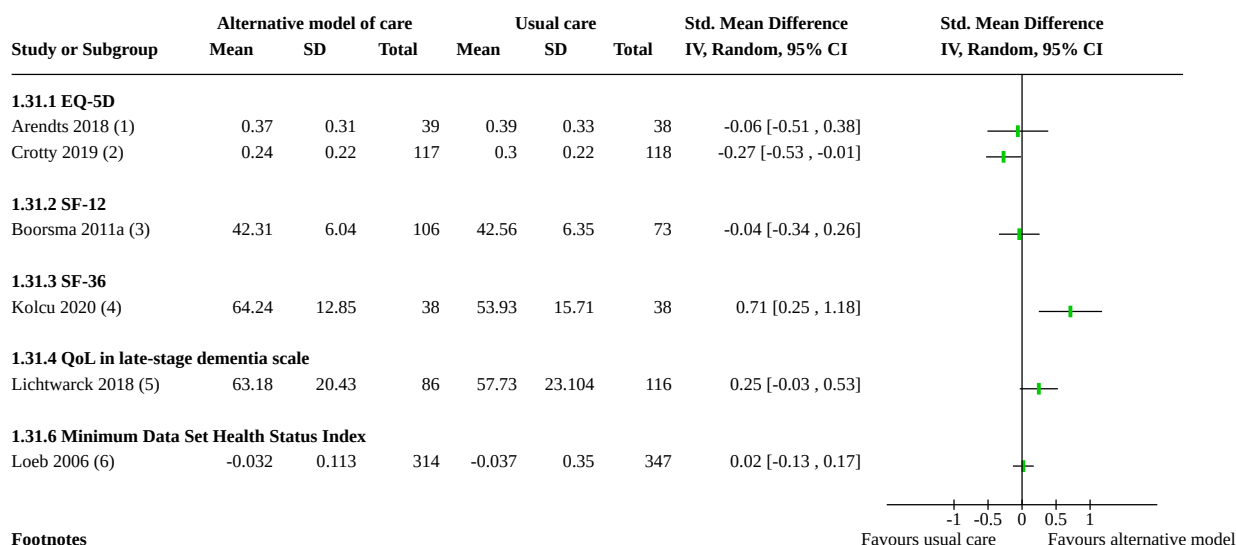 Alternative model of care Usual care Std. Mean Difference Std. Mean Difference
Study or Subgroup Mean SD Total Mean SD Total IV, Random, 95% CI IV, Random, 95% CI
1.31.1 EQ-5D
Arendts 2018 (1) 0.37 0.31 39 0.39 0.33 38 -0.06 [-0.51 , 0.38]
Crotty 2019 (2) 0.24 0.22 117 0.3 0.22 118 -0.27 [-0.53 , -0.01]
1.31.2 SF-12
Boorsma 2011a (3) 42.31 6.04 106 42.56 6.35 73 -0.04 [-0.34 , 0.26]
1.31.3 SF-36
Kolcu 2020 (4) 64.24 12.85 38 53.93 15.71 38 0.71 [0.25 , 1.18]
1.31.4 QoL in late-stage dementia scale
Lichtwarck 2018 (5) 63.18 20.43 86 57.73 23.104 116 0.25 [-0.03 , 0.53]
1.31.6 Minimum Data Set Health Status Index
Loeb 2006 (6) -0.032 0.113 314 -0.037 0.35 347 0.02 [-0.13 , 0.17]
-1 -0.5 0 0.5 1
Footnotes Favours usual care Favours alternative model